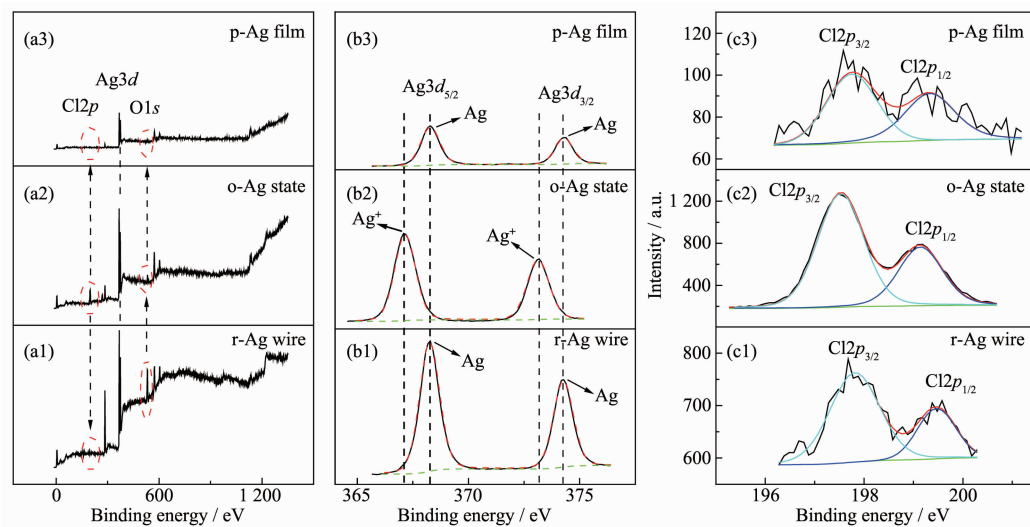 (a3) p-Ag film
Ag3d
Cl2p O1s
(a2) o-Ag state
(a1) r-Ag wire
0 600 1 200
Binding energy / eV
(b3) p-Ag film
Ag3d5/2 Ag3d3/2
Ag Ag
(b2) o-Ag state
Ag+ Ag+
(b1) r-Ag wire
Ag
Ag
365 370 375
Binding energy / eV
Intensity / a.u.
(c3) p-Ag film
Cl2p3/2
Cl2p1/2
120
100
80
60
(c2) o-Ag state
Cl2p3/2
Cl2p1/2
1 200
800
400
(c1) r-Ag wire
Cl2p3/2
Cl2p1/2
800
700
600
196 198 200
Binding energy / eV